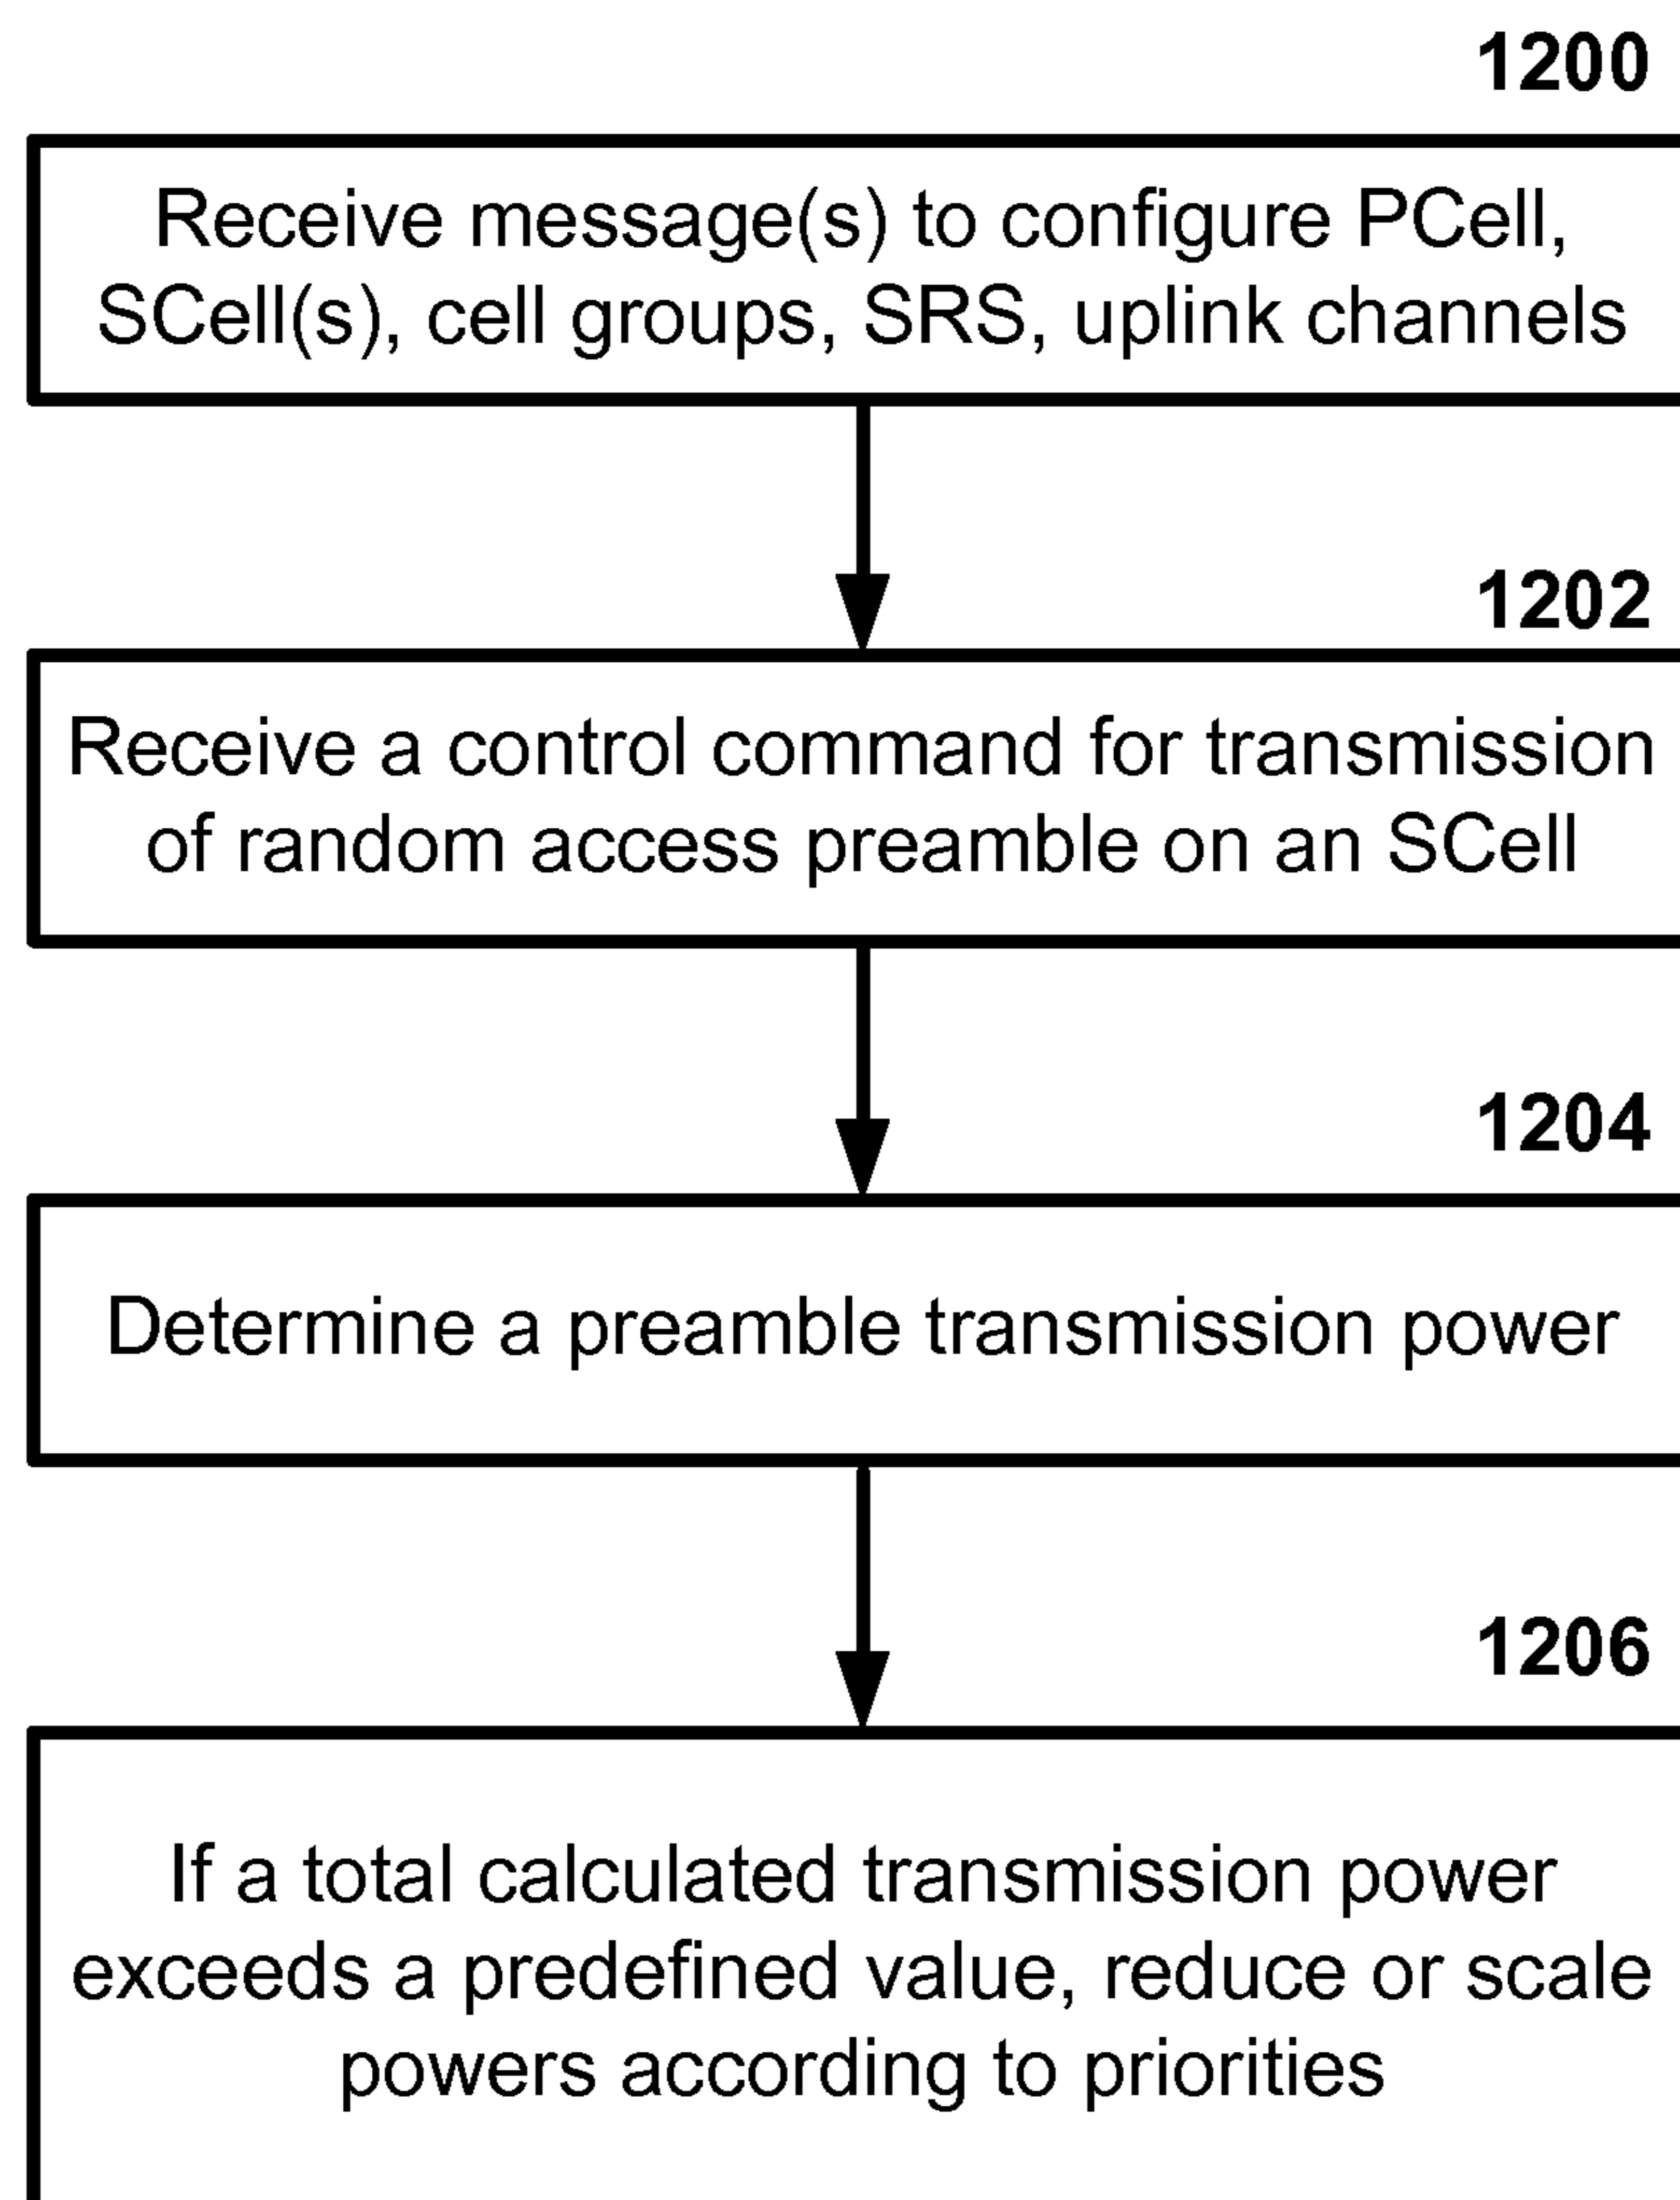 1200
Receive message(s) to configure PCell,
SCell(s), cell groups, SRS, uplink channels
1202
Receive a control command for transmission
of random access preamble on an SCell
1204
Determine a preamble transmission power
1206
If a total calculated transmission power
exceeds a predefined value, reduce or scale
powers according to priorities